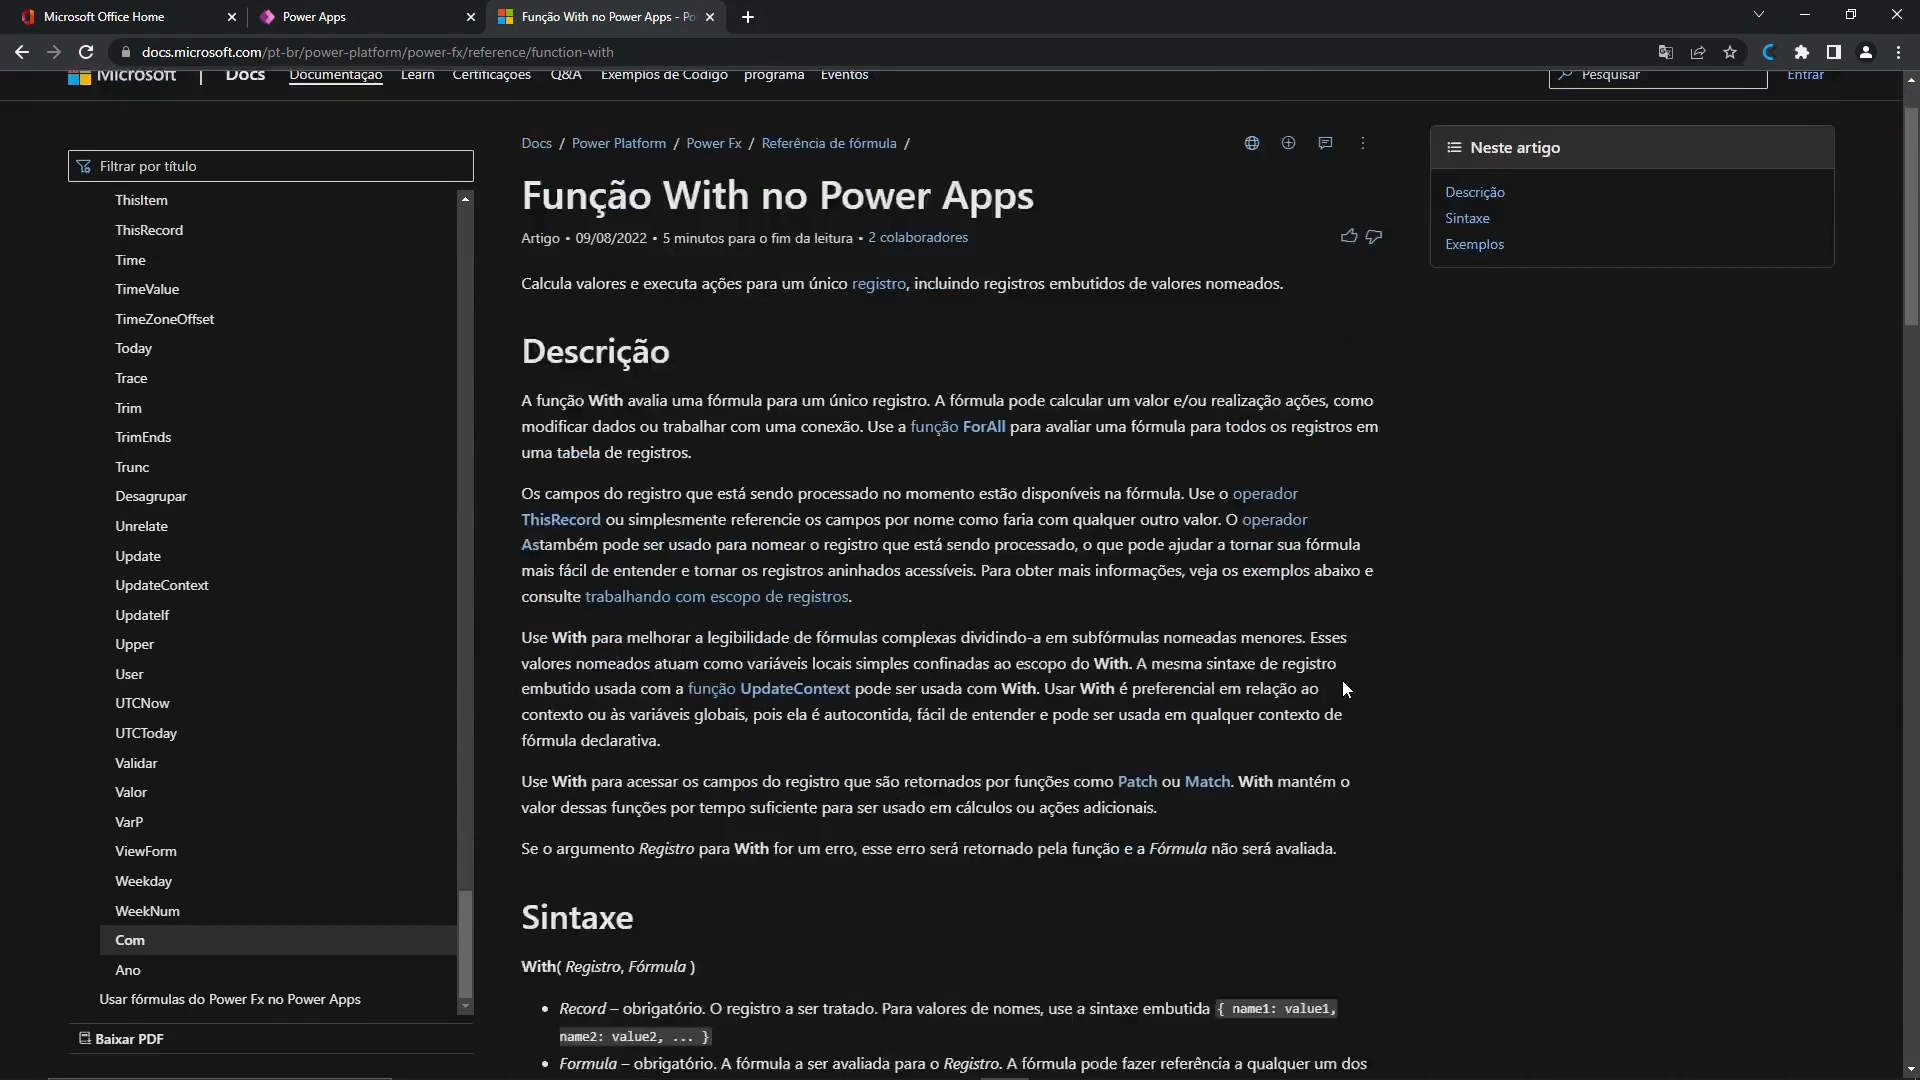 Microsoft Office Home
Power Apps
Função With no Power Apps - Po
docs.microsoft.com/pt-br/power-platform/power-fx/reference/function-with
Microsoft | Docs Documentação Learn Certificações Q&A Exemplos de Código programa Eventos Pesquisar Entrar
Filtrar por título
ThisItem
ThisRecord
Time
TimeValue
TimeZoneOffset
Today
Trace
Trim
TrimEnds
Trunc
Desagrupar
Unrelate
Update
UpdateContext
UpdateIf
Upper
User
UTCNow
UTCToday
Validar
Valor
VarP
ViewForm
Weekday
WeekNum
Com
Ano
Usar fórmulas do Power Fx no Power Apps
Baixar PDF
Docs / Power Platform / Power Fx / Referência de fórmula /
Função With no Power Apps
Artigo • 09/08/2022 • 5 minutos para o fim da leitura • 2 colaboradores
Calcula valores e executa ações para um único registro, incluindo registros embutidos de valores nomeados.
Descrição
A função With avalia uma fórmula para um único registro. A fórmula pode calcular um valor e/ou realização ações, como
modificar dados ou trabalhar com uma conexão. Use a função ForAll para avaliar uma fórmula para todos os registros em
uma tabela de registros.
Os campos do registro que está sendo processado no momento estão disponíveis na fórmula. Use o operador
ThisRecord ou simplesmente referencie os campos por nome como faria com qualquer outro valor. O operador
Astambém pode ser usado para nomear o registro que está sendo processado, o que pode ajudar a tornar sua fórmula
mais fácil de entender e tornar os registros aninhados acessíveis. Para obter mais informações, veja os exemplos abaixo e
consulte trabalhando com escopo de registros.
Use With para melhorar a legibilidade de fórmulas complexas dividindo-a em subfórmulas nomeadas menores. Esses
valores nomeados atuam como variáveis locais simples confinadas ao escopo do With. A mesma sintaxe de registro
embutido usada com a função UpdateContext pode ser usada com With. Usar With é preferencial em relação ao
contexto ou às variáveis globais, pois ela é autocontida, fácil de entender e pode ser usada em qualquer contexto de
fórmula declarativa.
Use With para acessar os campos do registro que são retornados por funções como Patch ou Match. With mantém o
valor dessas funções por tempo suficiente para ser usado em cálculos ou ações adicionais.
Se o argumento Registro para With for um erro, esse erro será retornado pela função e a Fórmula não será avaliada.
Sintaxe
With( Registro, Fórmula )
• Record – obrigatório. O registro a ser tratado. Para valores de nomes, use a sintaxe embutida { name1: value1,
name2: value2, ... }
• Formula – obrigatório. A fórmula a ser avaliada para o Registro. A fórmula pode fazer referência a qualquer um dos
Neste artigo
Descrição
Sintaxe
Exemplos